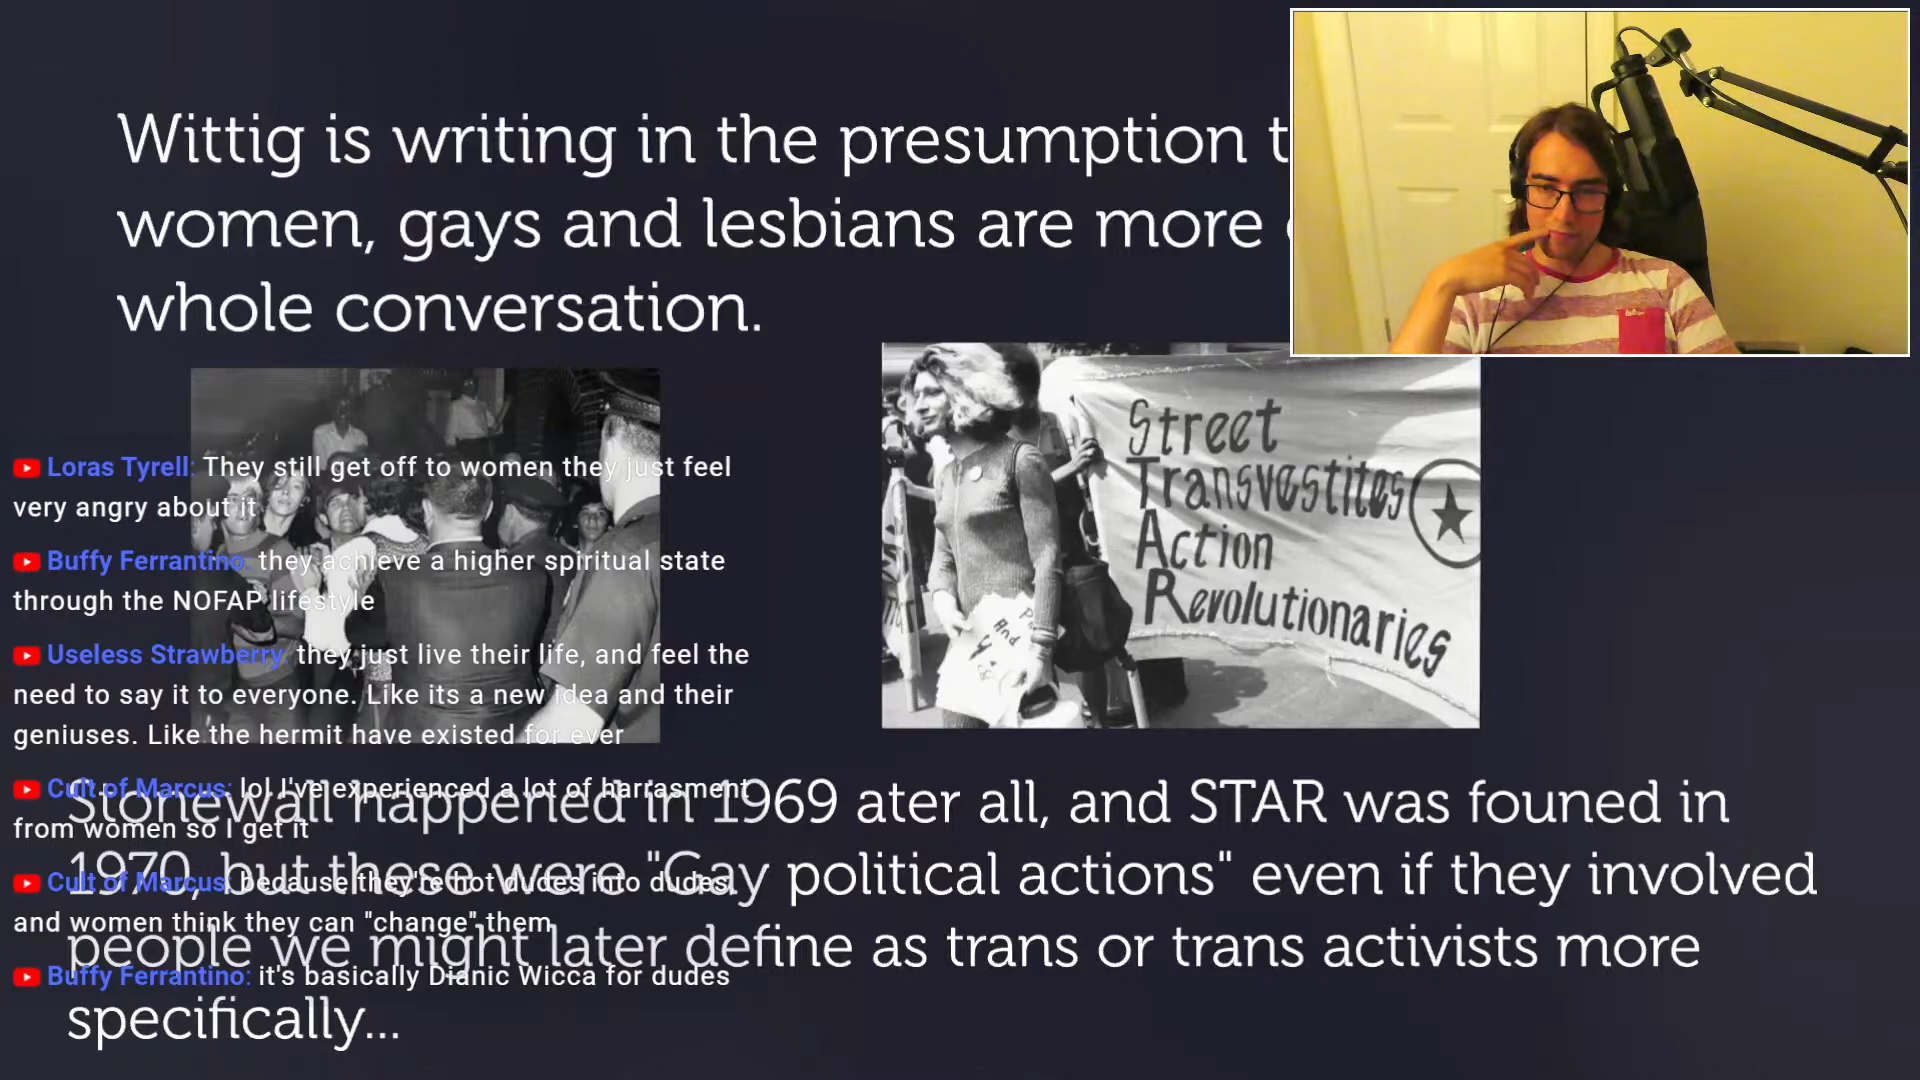 Wittig is writing in the presumption t
women, gays and lesbians are more
whole conversation.
Street
Transvestites
Action
Revolutionaries
And
Loras Tyrell: They still get off to women they just feel
very angry about it
Buffy Ferrantino: they achieve a higher spiritual state
through the NOFAP lifestyle
Useless Strawberry: they just live their life, and feel the
need to say it to everyone. Like its a new idea and their
geniuses. Like the hermit have existed for ever
Cult of Marcus: lol I've experienced a lot of harrasment
from women so I get it
Cult of Marcus: because they're hot dudes into dudes,
and women think they can "change" them
Buffy Ferrantino: it's basically Dianic Wicca for dudes
Stonewall happened in 1969 ater all, and STAR was founed in
1970, but these were "Gay political actions" even if they involved
people we might later define as trans or trans activists more
specifically...